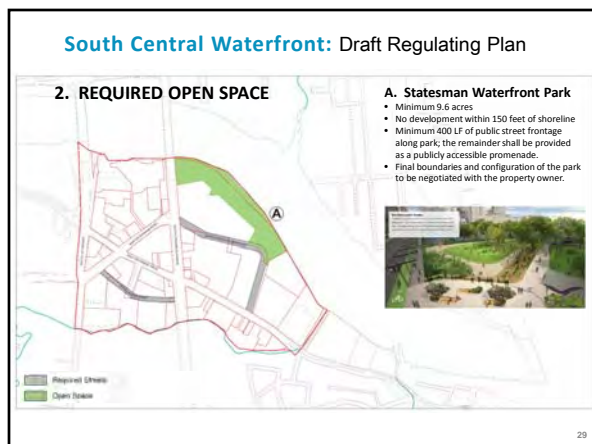 South Central Waterfront: Draft Regulating Plan
2. REQUIRED OPEN SPACE
A. Statesman Waterfront Park
• Minimum 9.6 acres
• No development within 150 feet of shoreline
• Minimum 400 LF of public street frontage
along park; the remainder shall be provided
as a publicly accessible promenade.
• Final boundaries and configuration of the park
to be negotiated with the property owner.
A
Required Streets
Open Space
29